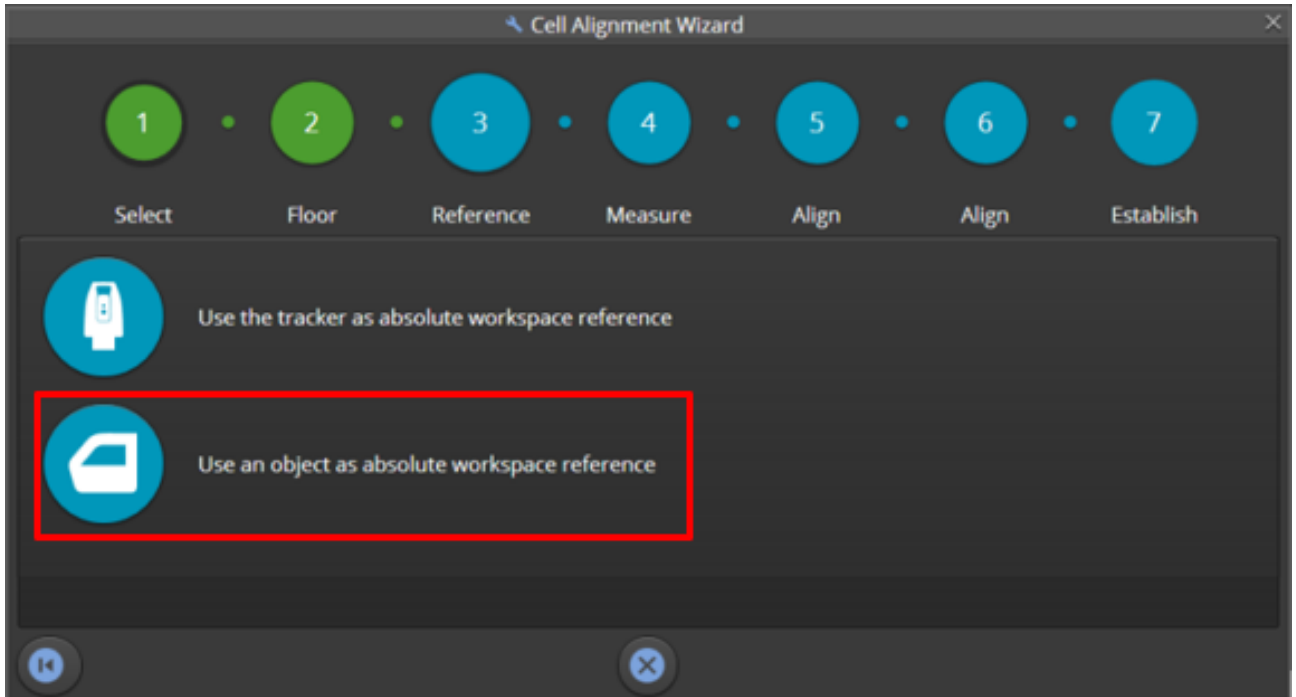 Cell Alignment Wizard
1 2 3 4 5 6 7
Select Floor Reference Measure Align Align Establish
Use the tracker as absolute workspace reference
Use an object as absolute workspace reference